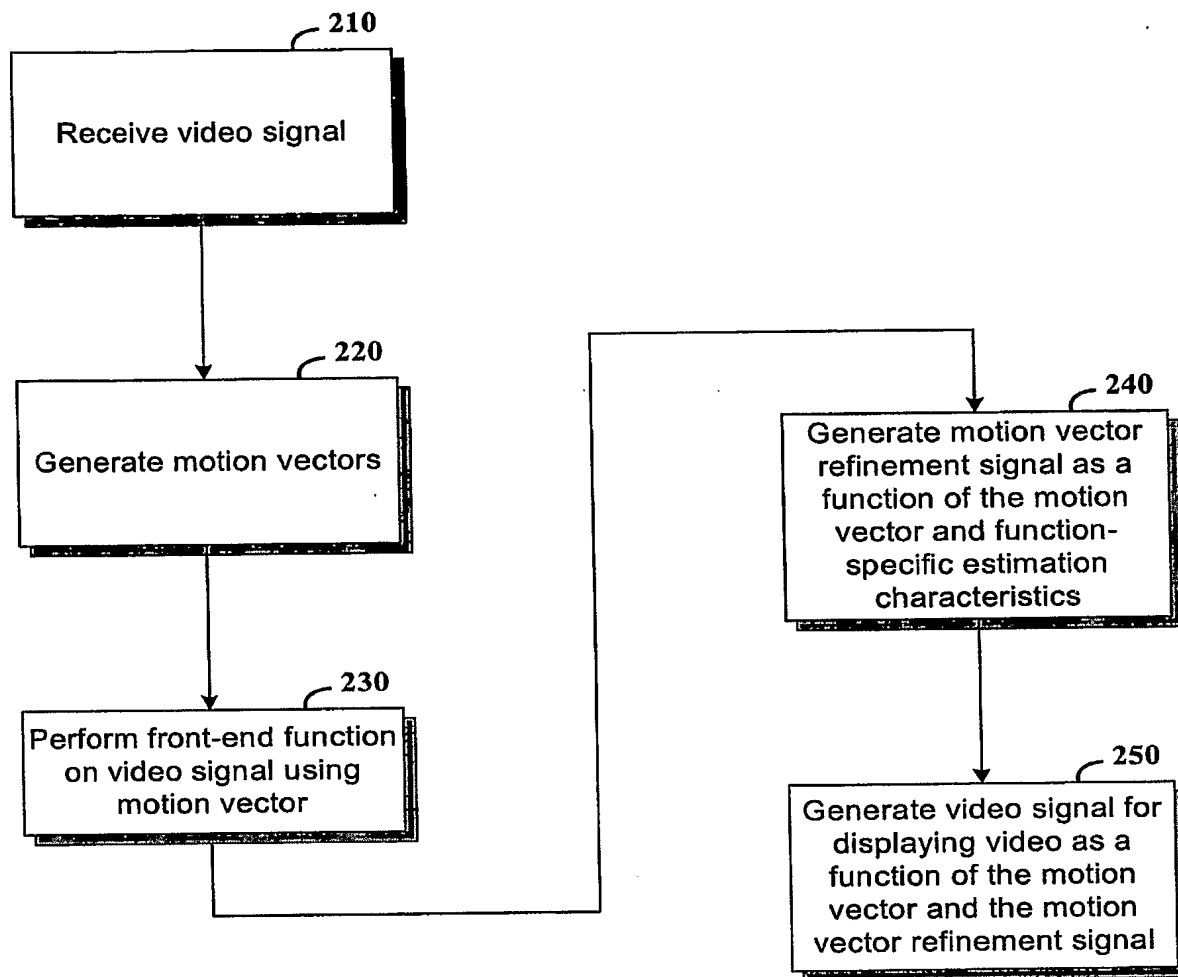 210
Receive video signal
220
Generate motion vectors
230
Perform front-end function
on video signal using
motion vector
240
Generate motion vector
refinement signal as a
function of the motion
vector and function-
specific estimation
characteristics
250
Generate video signal for
displaying video as a
function of the motion
vector and the motion
vector refinement signal